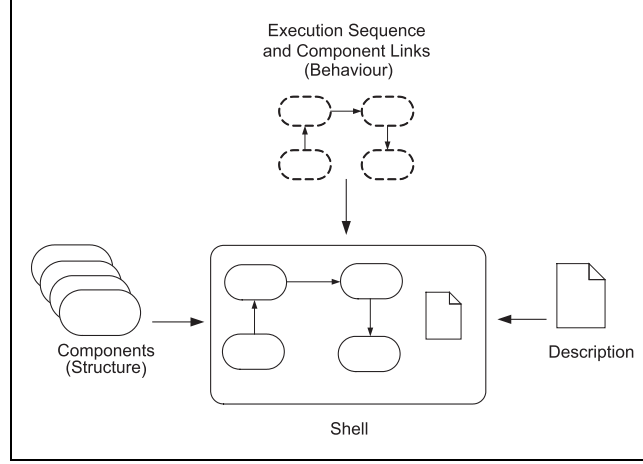 Execution Sequence
and Component Links
(Behaviour)
Components
(Structure)
Description
Shell